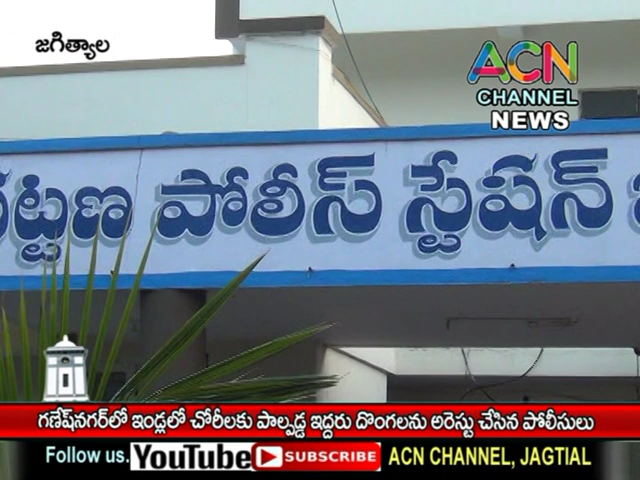 జగిత్యాల
ACN
CHANNEL
NEWS
పట్టణ పోలీస్ స్టేషన్
గణేష్‌నగర్‌లో ఇండ్లలో చోరీలకు పాల్పడ్డ ఇద్దరు దొంగలను అరెస్టు చేసిన పోలీసులు
Follow us. YouTube SUBSCRIBE ACN CHANNEL, JAGTIAL